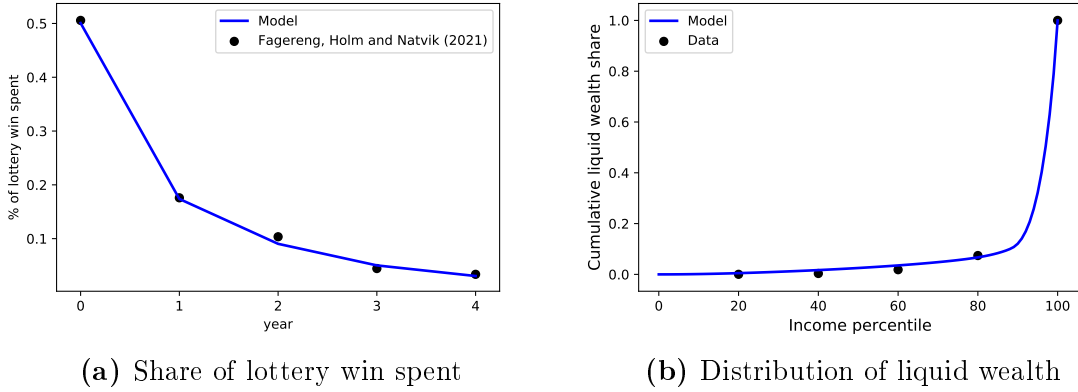 0.5
0.4
0.3
0.2
0.1
% of lottery win spent
Model
Fagereng, Holm and Natvik (2021)
0 1 2 3 4
year
(a) Share of lottery win spent
1.0
0.8
0.6
0.4
0.2
0.0
Cumulative liquid wealth share
Model
Data
0 20 40 60 80 100
Income percentile
(b) Distribution of liquid wealth